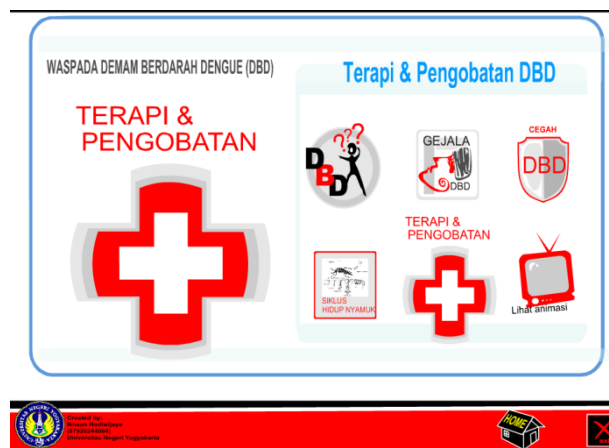 WASPADA DEMAM BERDARAH DENGUE (DBD)
TERAPI &
PENGOBATAN
Terapi & Pengobatan DBD
???
DBD
GEJALA
DBD
CEGAH
DBD
SIKLUS
HIDUP NYAMUK
TERAPI &
PENGOBATAN
Lihat animasi
Created by:
Universitas Negeri Yogyakarta
HOME